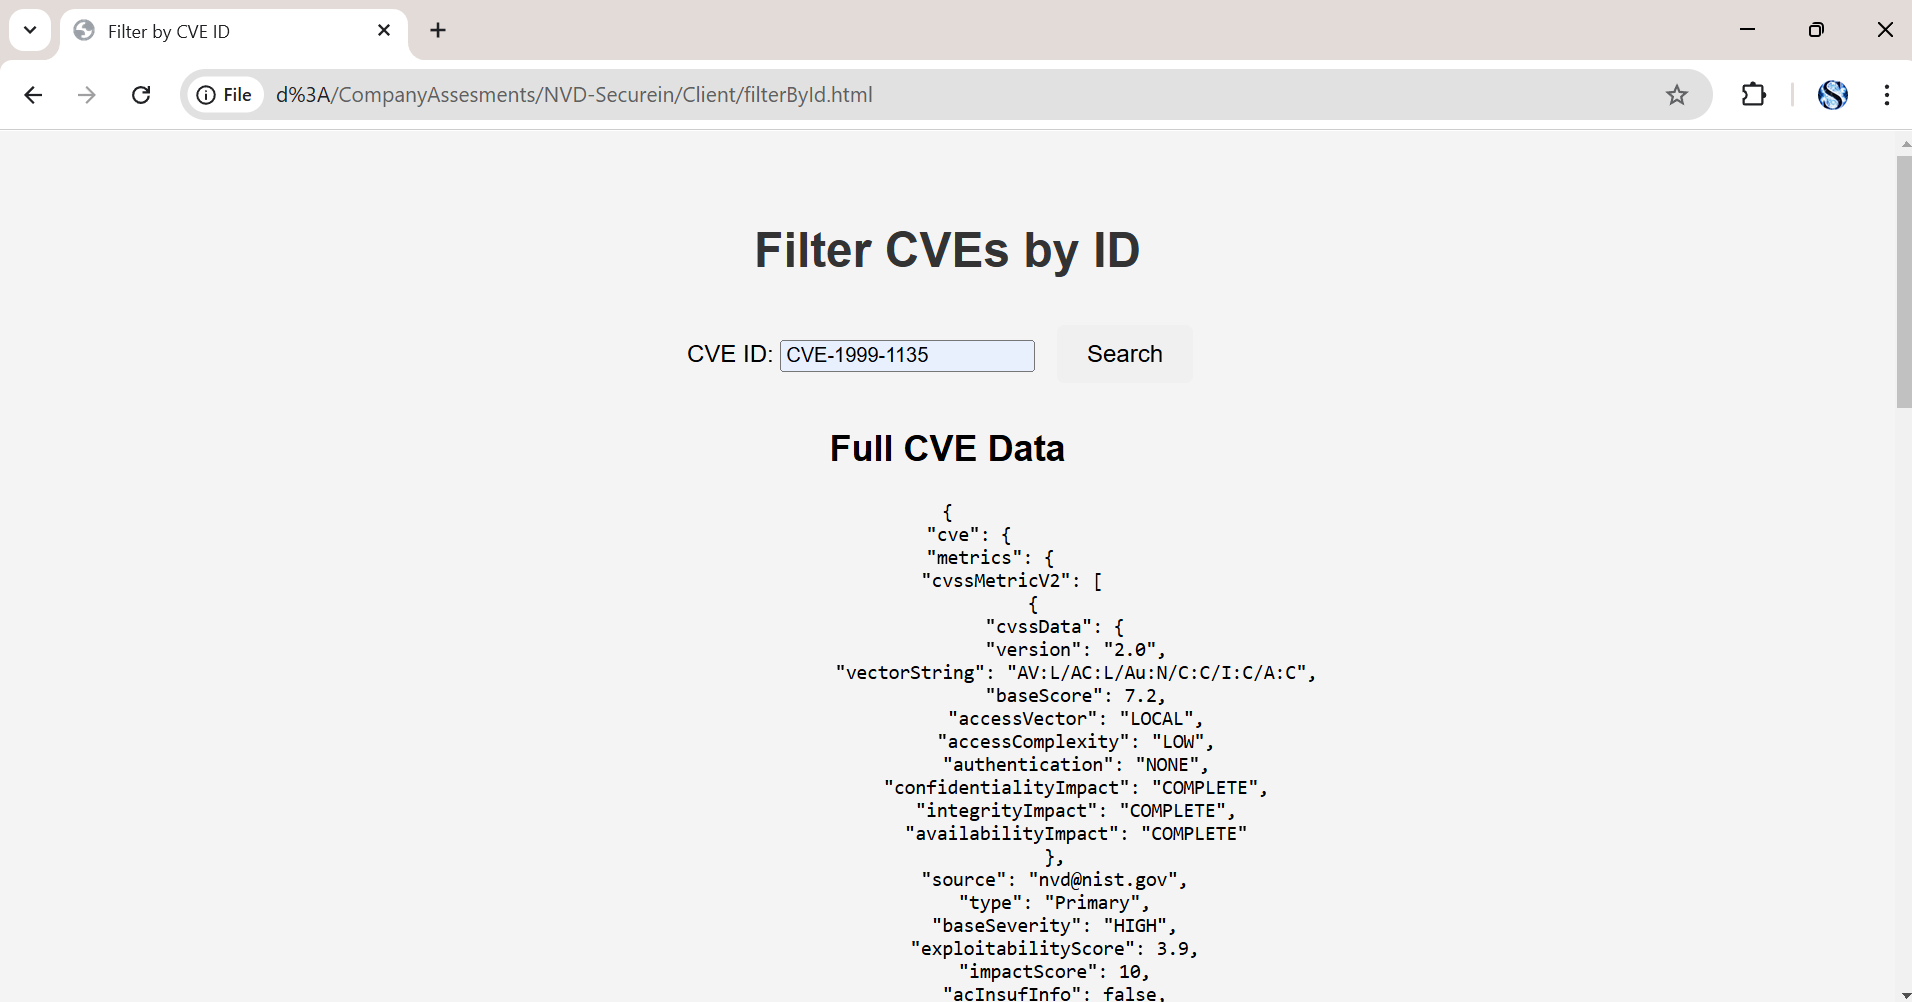 Filter by CVE ID
File d%3A/CompanyAssesments/NVD-Securein/Client/filterById.html
Filter CVEs by ID
CVE ID: CVE-1999-1135 Search
Full CVE Data
{
"cve": {
"metrics": {
"cvssMetricV2": [
{
"cvssData": {
"version": "2.0",
"vectorString": "AV:L/AC:L/Au:N/C:C/I:C/A:C",
"baseScore": 7.2,
"accessVector": "LOCAL",
"accessComplexity": "LOW",
"authentication": "NONE",
"confidentialityImpact": "COMPLETE",
"integrityImpact": "COMPLETE",
"availabilityImpact": "COMPLETE"
},
"source": "nvd@nist.gov",
"type": "Primary",
"baseSeverity": "HIGH",
"exploitabilityScore": 3.9,
"impactScore": 10,
"acInsufInfo": false,